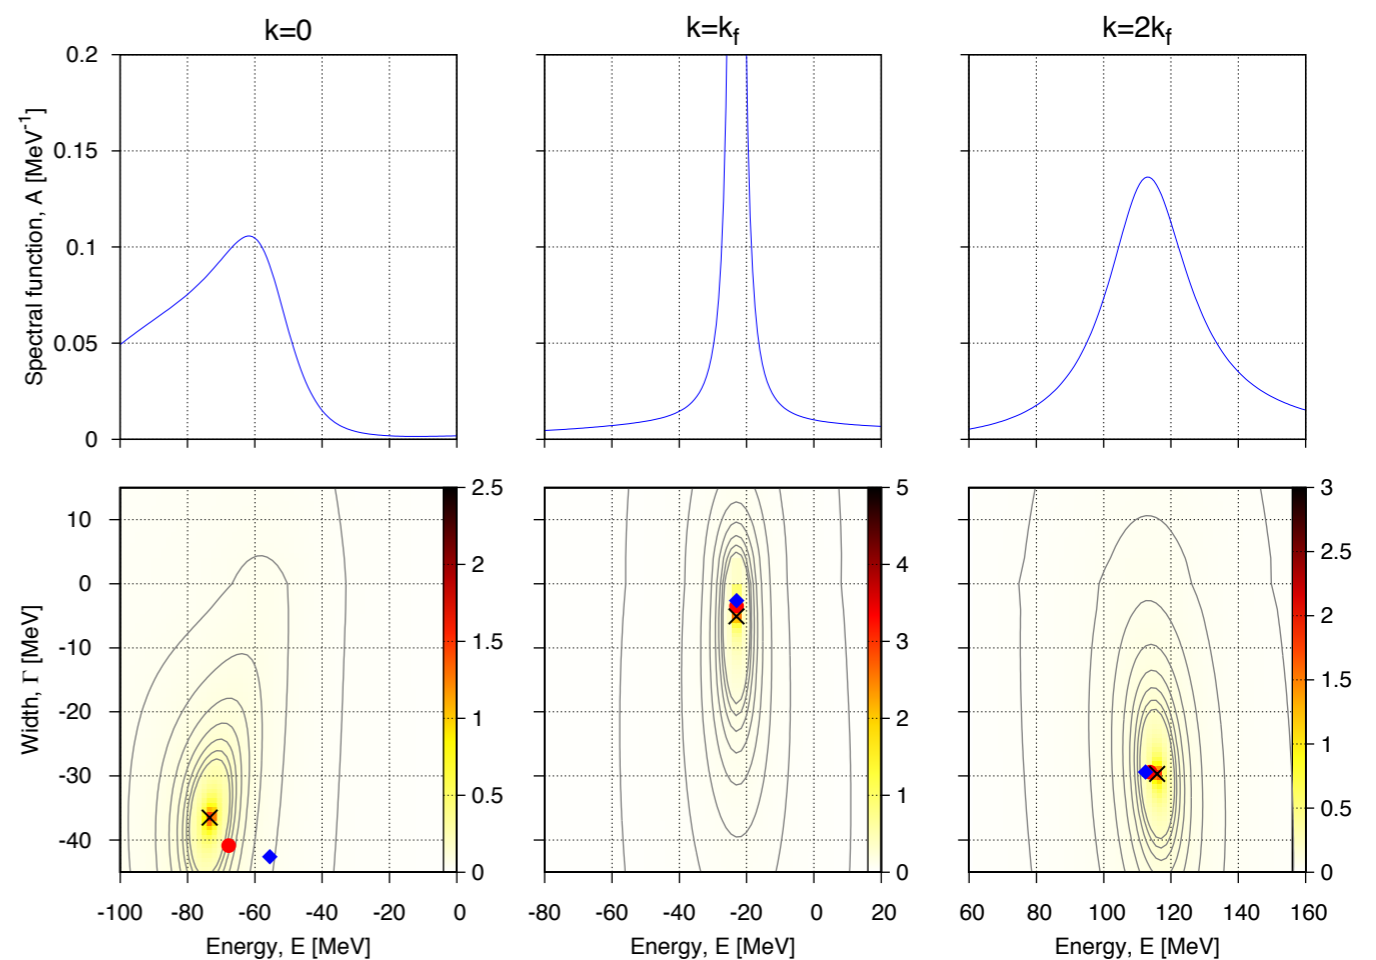 k=0
k=kf
k=2kf
Spectral function, A [MeV-1]
0.2
0.15
0.1
0.05
0
Width, Γ [MeV]
10
0
-10
-20
-30
-40
2.5
2
1.5
1
0.5
0
5
4
3
2
1
0
3
2.5
2
1.5
1
0.5
0
-100 -80 -60 -40 -20 0
-80 -60 -40 -20 0 20
60 80 100 120 140 160
Energy, E [MeV]
Energy, E [MeV]
Energy, E [MeV]